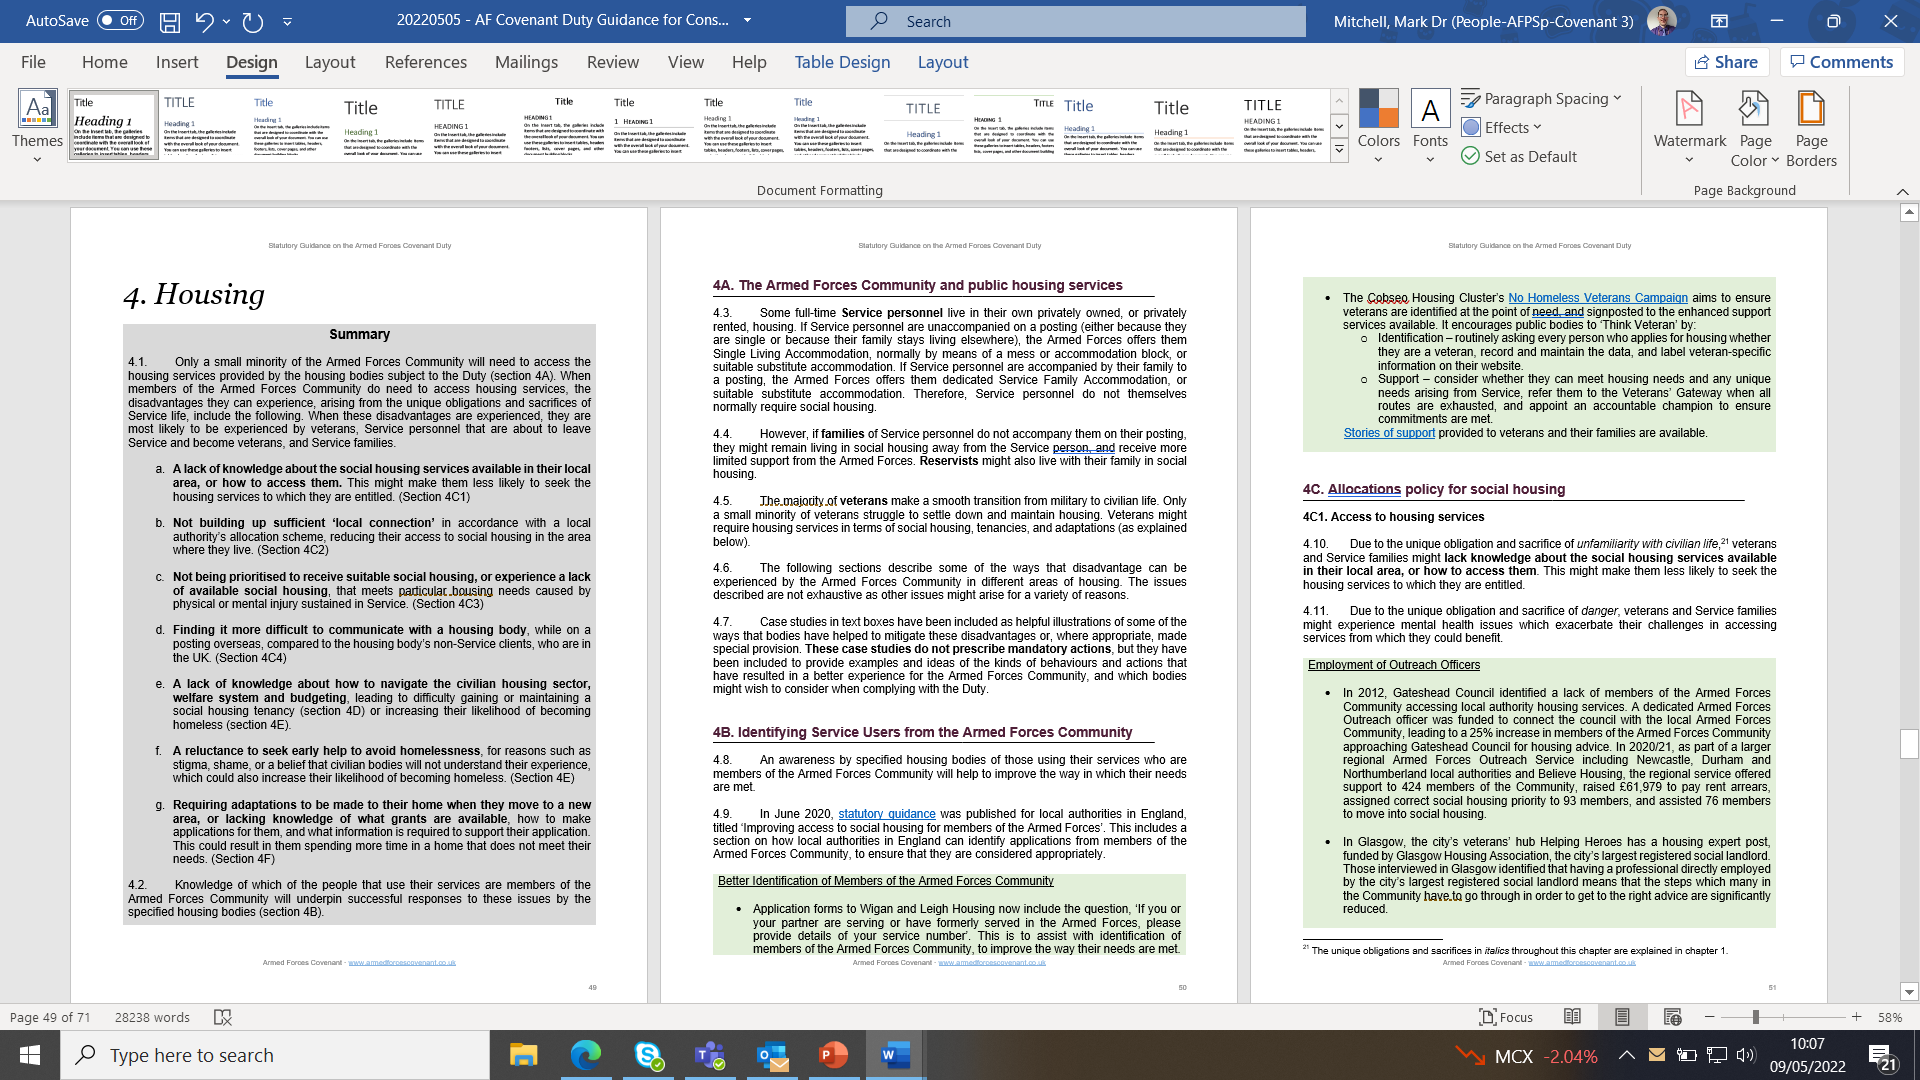 AutoSave Off
20220505 - AF Covenant Duty Guidance for Cons...
Search
Mitchell, Mark Dr (People-AFPSp-Covenant 3)
File Home Insert Design Layout References Mailings Review View Help Table Design Layout
Share Comments
Themes
Colors
Fonts
Paragraph Spacing
Effects
Set as Default
Watermark
Page Color
Page Borders
Document Formatting
Page Background
Statutory Guidance on the Armed Forces Covenant Duty
4. Housing
Summary
4.1. Only a small minority of the Armed Forces Community will need to access the
housing services provided by the housing bodies subject to the Duty (section 4A). When
members of the Armed Forces Community do need to access housing services, the
disadvantages they can experience, arising from the unique obligations and sacrifices of
Service life, include the following. When these disadvantages are experienced, they are
most likely to be experienced by veterans, Service personnel that are about to leave
Service and become veterans, and Service families.
a. A lack of knowledge about the social housing services available in their local
area, or how to access them. This might make them less likely to seek the
housing services to which they are entitled. (Section 4C1)
b. Not building up sufficient ‘local connection’ in accordance with a local
authority’s allocation scheme, reducing their access to social housing in the area
where they live. (Section 4C2)
c. Not being prioritised to receive suitable social housing, or experience a lack
of available social housing, that meets particular housing needs caused by
physical or mental injury sustained in Service. (Section 4C3)
d. Finding it more difficult to communicate with a housing body, while on a
posting overseas, compared to the housing body’s non-Service clients, who are in
the UK. (Section 4C4)
e. A lack of knowledge about how to navigate the civilian housing sector,
welfare system and budgeting, leading to difficulty gaining or maintaining a
social housing tenancy (section 4D) or increasing their likelihood of becoming
homeless (section 4E).
f. A reluctance to seek early help to avoid homelessness, for reasons such as
stigma, shame, or a belief that civilian bodies will not understand their experience,
which could also increase their likelihood of becoming homeless. (Section 4E)
g. Requiring adaptations to be made to their home when they move to a new
area, or lacking knowledge of what grants are available, how to make
applications for them, and what information is required to support their application.
This could result in them spending more time in a home that does not meet their
needs. (Section 4F)
4.2. Knowledge of which of the people that use their services are members of the
Armed Forces Community will underpin successful responses to these issues by the
specified housing bodies (section 4B).
Armed Forces Covenant - www.armedforcescovenant.co.uk
49
Statutory Guidance on the Armed Forces Covenant Duty
4A. The Armed Forces Community and public housing services
4.3. Some full-time Service personnel live in their own privately owned, or privately
rented, housing. If Service personnel are unaccompanied on a posting (either because they
are single or because their family stays living elsewhere), the Armed Forces offers them
Single Living Accommodation, normally by means of a mess or accommodation block, or
suitable substitute accommodation. If Service personnel are accompanied by their family to
a posting, the Armed Forces offers them dedicated Service Family Accommodation, or
suitable substitute accommodation. Therefore, Service personnel do not themselves
normally require social housing.
4.4. However, if families of Service personnel do not accompany them on their posting,
they might remain living in social housing away from the Service person, and receive more
limited support from the Armed Forces. Reservists might also live with their family in social
housing.
4.5. The majority of veterans make a smooth transition from military to civilian life. Only
a small minority of veterans struggle to settle down and maintain housing. Veterans might
require housing services in terms of social housing, tenancies, and adaptations (as explained
below).
4.6. The following sections describe some of the ways that disadvantage can be
experienced by the Armed Forces Community in different areas of housing. The issues
described are not exhaustive as other issues might arise for a variety of reasons.
4.7. Case studies in text boxes have been included as helpful illustrations of some of the
ways that bodies have helped to mitigate these disadvantages or, where appropriate, made
special provision. These case studies do not prescribe mandatory actions, but they have
been included to provide examples and ideas of the kinds of behaviours and actions that
have resulted in a better experience for the Armed Forces Community, and which bodies
might wish to consider when complying with the Duty.
4B. Identifying Service Users from the Armed Forces Community
4.8. An awareness by specified housing bodies of those using their services who are
members of the Armed Forces Community will help to improve the way in which their needs
are met.
4.9. In June 2020, statutory guidance was published for local authorities in England,
titled ‘Improving access to social housing for members of the Armed Forces’. This includes a
section on how local authorities in England can identify applications from members of the
Armed Forces Community, to ensure that they are considered appropriately.
Better Identification of Members of the Armed Forces Community
• Application forms to Wigan and Leigh Housing now include the question, ‘If you or
your partner are serving or have formerly served in the Armed Forces, please
provide details of your service number’. This is to assist with identification of
members of the Armed Forces Community, to improve the way their needs are met.
Armed Forces Covenant - www.armedforcescovenant.co.uk
50
Statutory Guidance on the Armed Forces Covenant Duty
• The Cobseo Housing Cluster’s No Homeless Veterans Campaign aims to ensure
veterans are identified at the point of need, and signposted to the enhanced support
services available. It encourages public bodies to ‘Think Veteran’ by:
o Identification – routinely asking every person who applies for housing whether
they are a veteran, record and maintain the data, and label veteran-specific
information on their website.
o Support – consider whether they can meet housing needs and any unique
needs arising from Service, refer them to the Veterans’ Gateway when all
routes are exhausted, and appoint an accountable champion to ensure
commitments are met.
Stories of support provided to veterans and their families are available.
4C. Allocations policy for social housing
4C1. Access to housing services
4.10. Due to the unique obligation and sacrifice of unfamiliarity with civilian life,21 veterans
and Service families might lack knowledge about the social housing services available
in their local area, or how to access them. This might make them less likely to seek the
housing services to which they are entitled.
4.11. Due to the unique obligation and sacrifice of danger, veterans and Service families
might experience mental health issues which exacerbate their challenges in accessing
services from which they could benefit.
Employment of Outreach Officers
• In 2012, Gateshead Council identified a lack of members of the Armed Forces
Community accessing local authority housing services. A dedicated Armed Forces
Outreach officer was funded to connect the council with the local Armed Forces
Community, leading to a 25% increase in members of the Armed Forces Community
approaching Gateshead Council for housing advice. In 2020/21, as part of a larger
regional Armed Forces Outreach Service including Newcastle, Durham and
Northumberland local authorities and Believe Housing, the regional service offered
support to 424 members of the Community, raised £61,979 to pay rent arrears,
assigned correct social housing priority to 93 members, and assisted 76 members
to move into social housing.
• In Glasgow, the city’s veterans’ hub Helping Heroes has a housing expert post,
funded by Glasgow Housing Association, the city’s largest registered social landlord.
Those interviewed in Glasgow identified that having a professional directly employed
by the city’s largest registered social landlord means that the steps which many in
the Community have to go through in order to get to the right advice are significantly
reduced.
21 The unique obligations and sacrifices in italics throughout this chapter are explained in chapter 1.
Armed Forces Covenant - www.armedforcescovenant.co.uk
51
Page 49 of 71 28238 words
Focus
58%
Type here to search
MCX -2.04%
10:07
09/05/2022
21